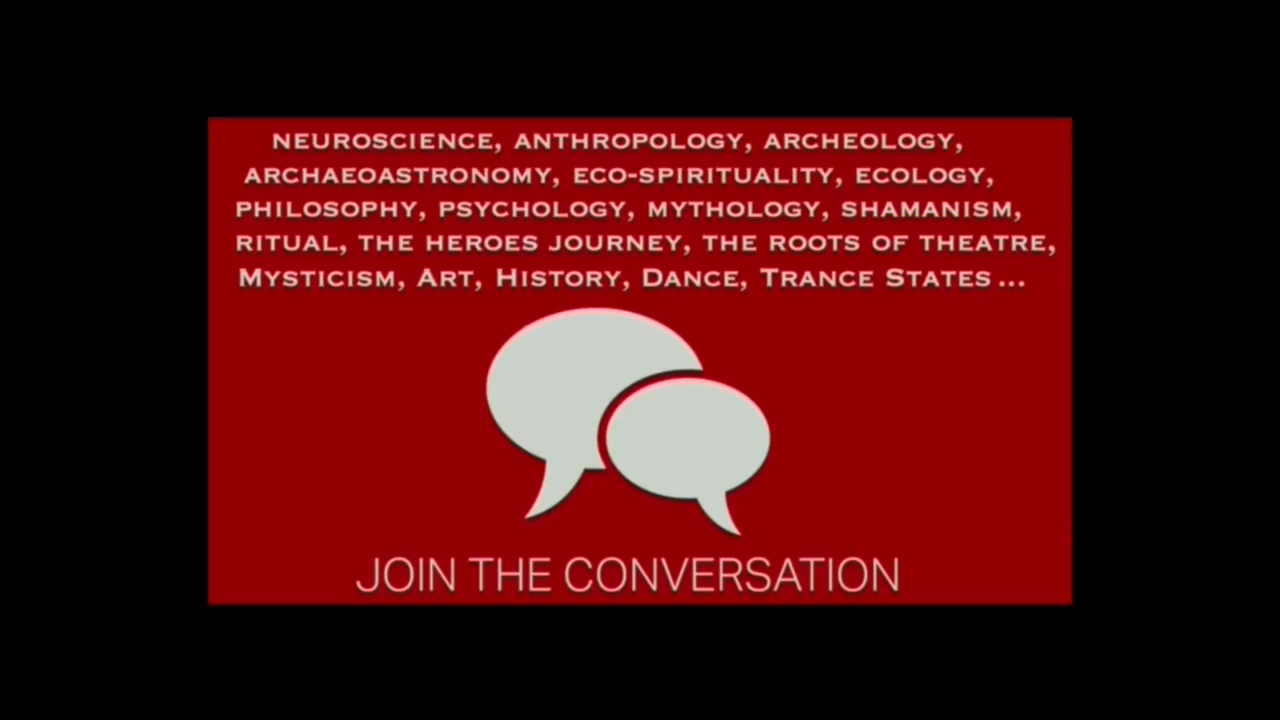 NEUROSCIENCE, ANTHROPOLOGY, ARCHEOLOGY,
ARCHAEOASTRONOMY, ECO-SPIRITUALITY, ECOLOGY,
PHILOSOPHY, PSYCHOLOGY, MYTHOLOGY, SHAMANISM,
RITUAL, THE HEROES JOURNEY, THE ROOTS OF THEATRE,
MYSTICISM, ART, HISTORY, DANCE, TRANCE STATES ...
JOIN THE CONVERSATION